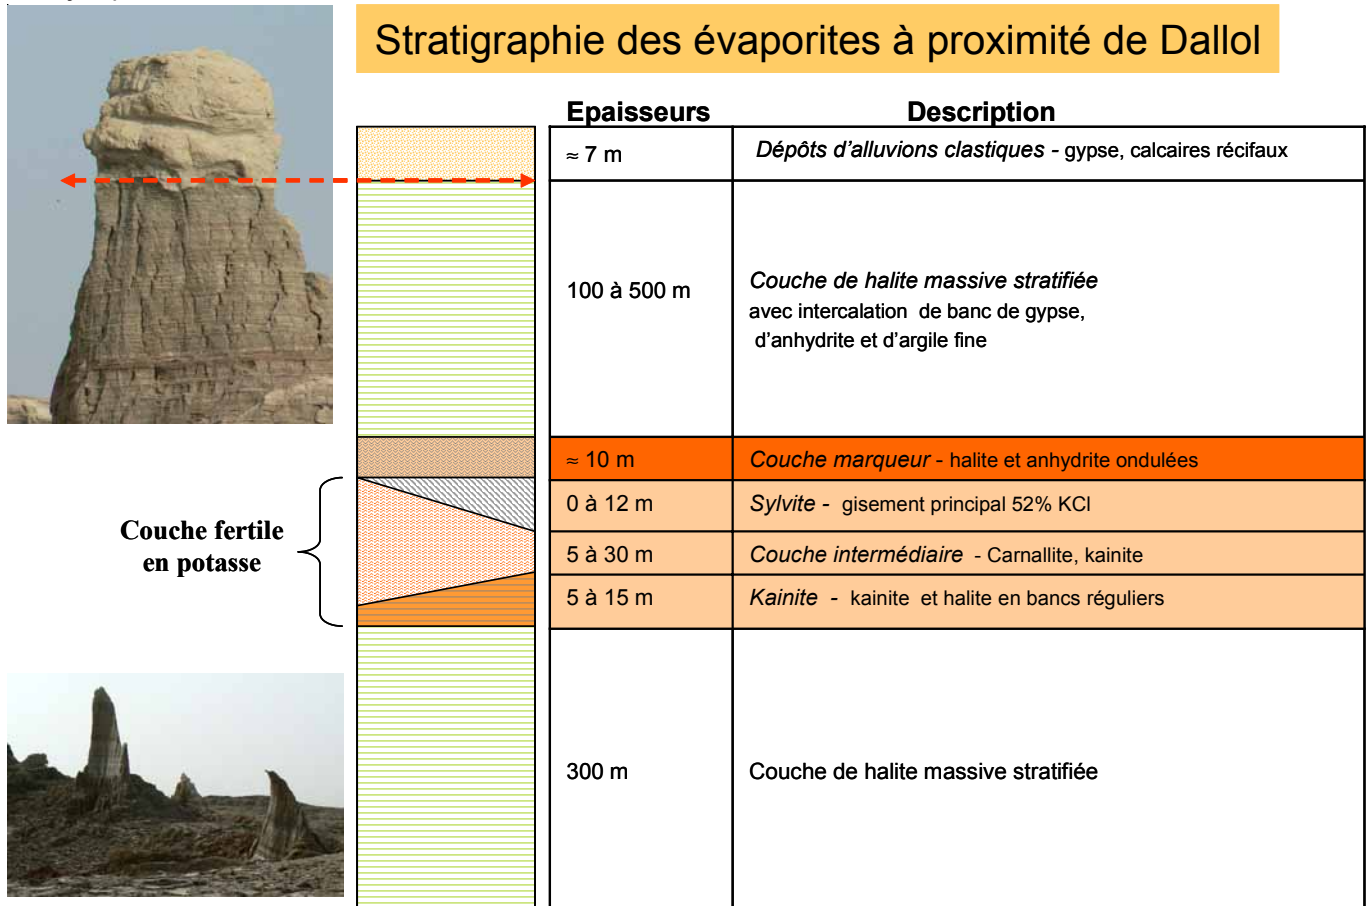 Stratigraphie des évaporites à proximité de Dallol
Epaisseurs Description
≈ 7 m Dépôts d'alluvions clastiques - gypse, calcaires récifaux
100 à 500 m Couche de halite massive stratifiée
avec intercalation de banc de gypse,
d'anhydrite et d'argile fine
≈ 10 m Couche marqueur - halite et anhydrite ondulées
Couche fertile
en potasse
0 à 12 m Sylvite - gisement principal 52% KCl
5 à 30 m Couche intermédiaire - Carnallite, kainite
5 à 15 m Kainite - kainite et halite en bancs réguliers
300 m Couche de halite massive stratifiée